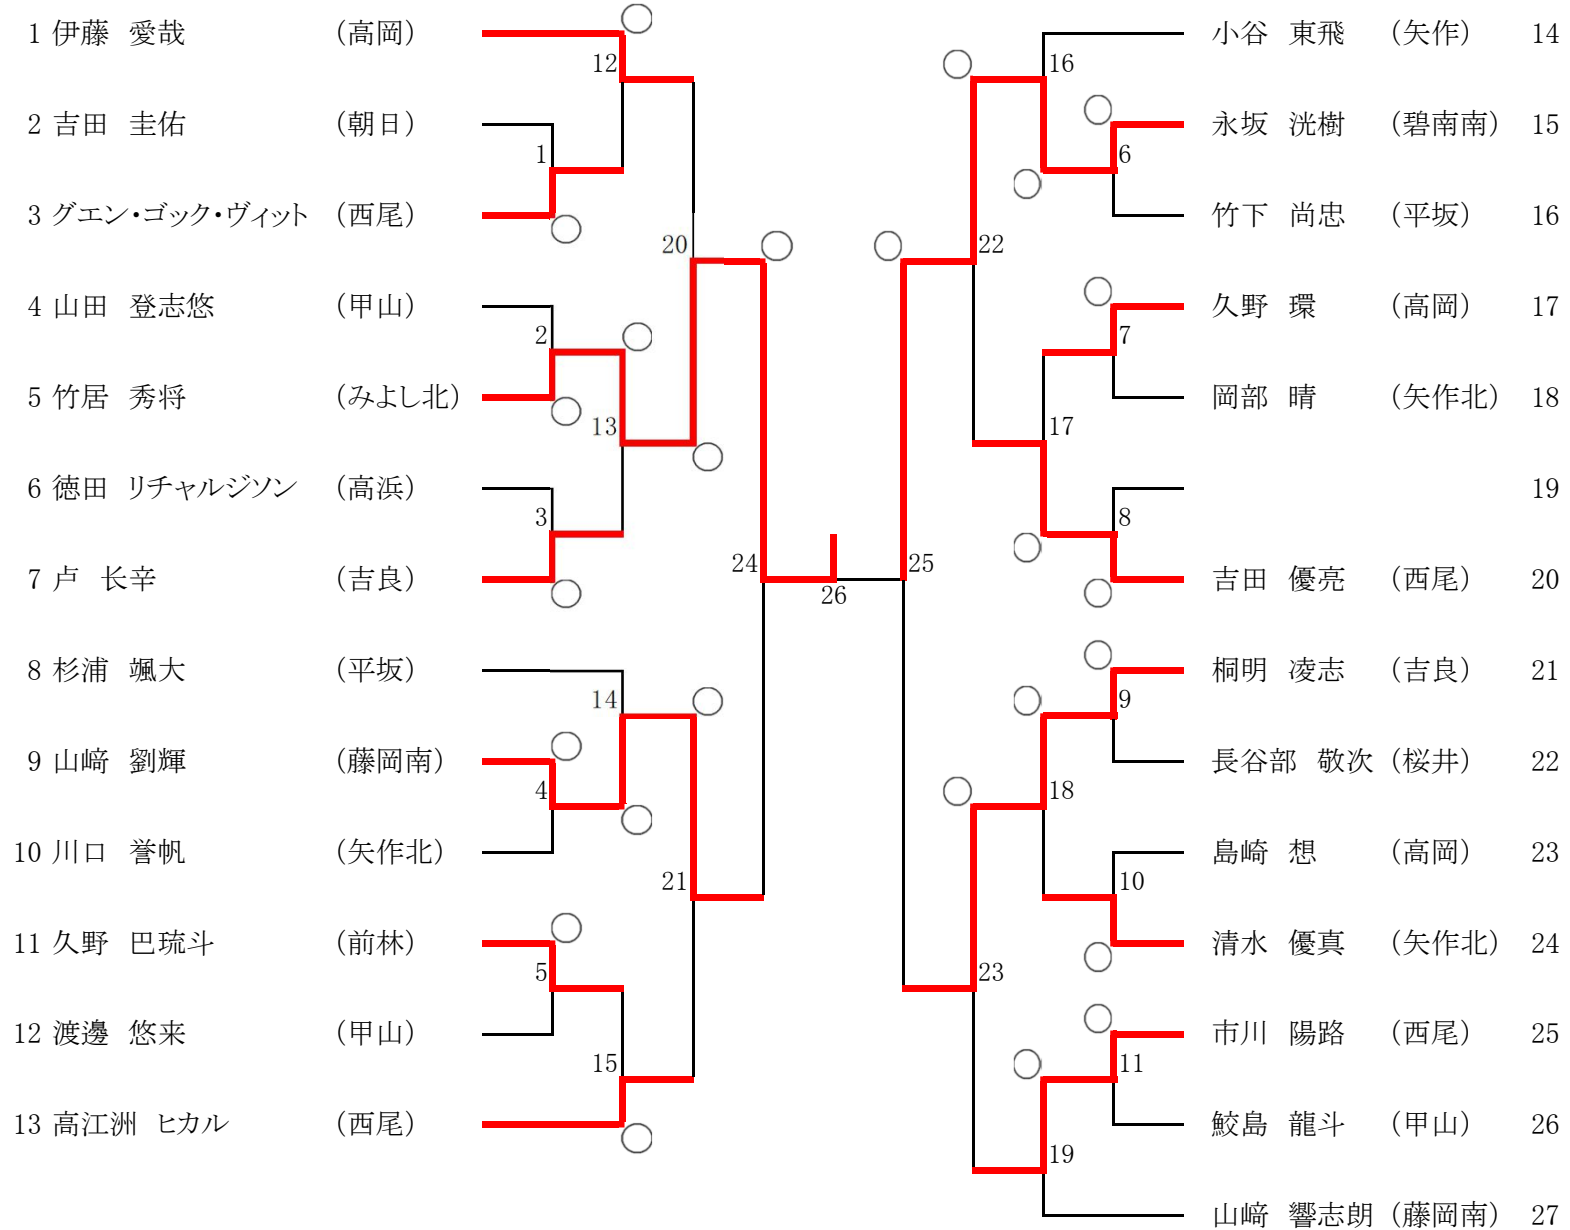 1 伊藤 愛哉 (高岡)
2 吉田 圭佑 (朝日)
3 グエン・ゴック・ヴィット (西尾)
4 山田 登志悠 (甲山)
5 竹居 秀将 (みよし北)
6 徳田 リチャルジソン (高浜)
7 卢 长辛 (吉良)
8 杉浦 颯大 (平坂)
9 山﨑 劉輝 (藤岡南)
10 川口 誉帆 (矢作北)
11 久野 巴琉斗 (前林)
12 渡邊 悠来 (甲山)
13 高江洲 ヒカル (西尾)
12
1
20
2
13
3
24
14
4
21
5
15
26
16
6
22
7
17
8
25
9
18
10
23
11
19
小谷 東飛 (矢作) 14
永坂 洸樹 (碧南南) 15
竹下 尚忠 (平坂) 16
久野 環 (高岡) 17
岡部 晴 (矢作北) 18
19
吉田 優亮 (西尾) 20
桐明 凌志 (吉良) 21
長谷部 敬次 (桜井) 22
島崎 想 (高岡) 23
清水 優真 (矢作北) 24
市川 陽路 (西尾) 25
鮫島 龍斗 (甲山) 26
山﨑 響志朗 (藤岡南) 27